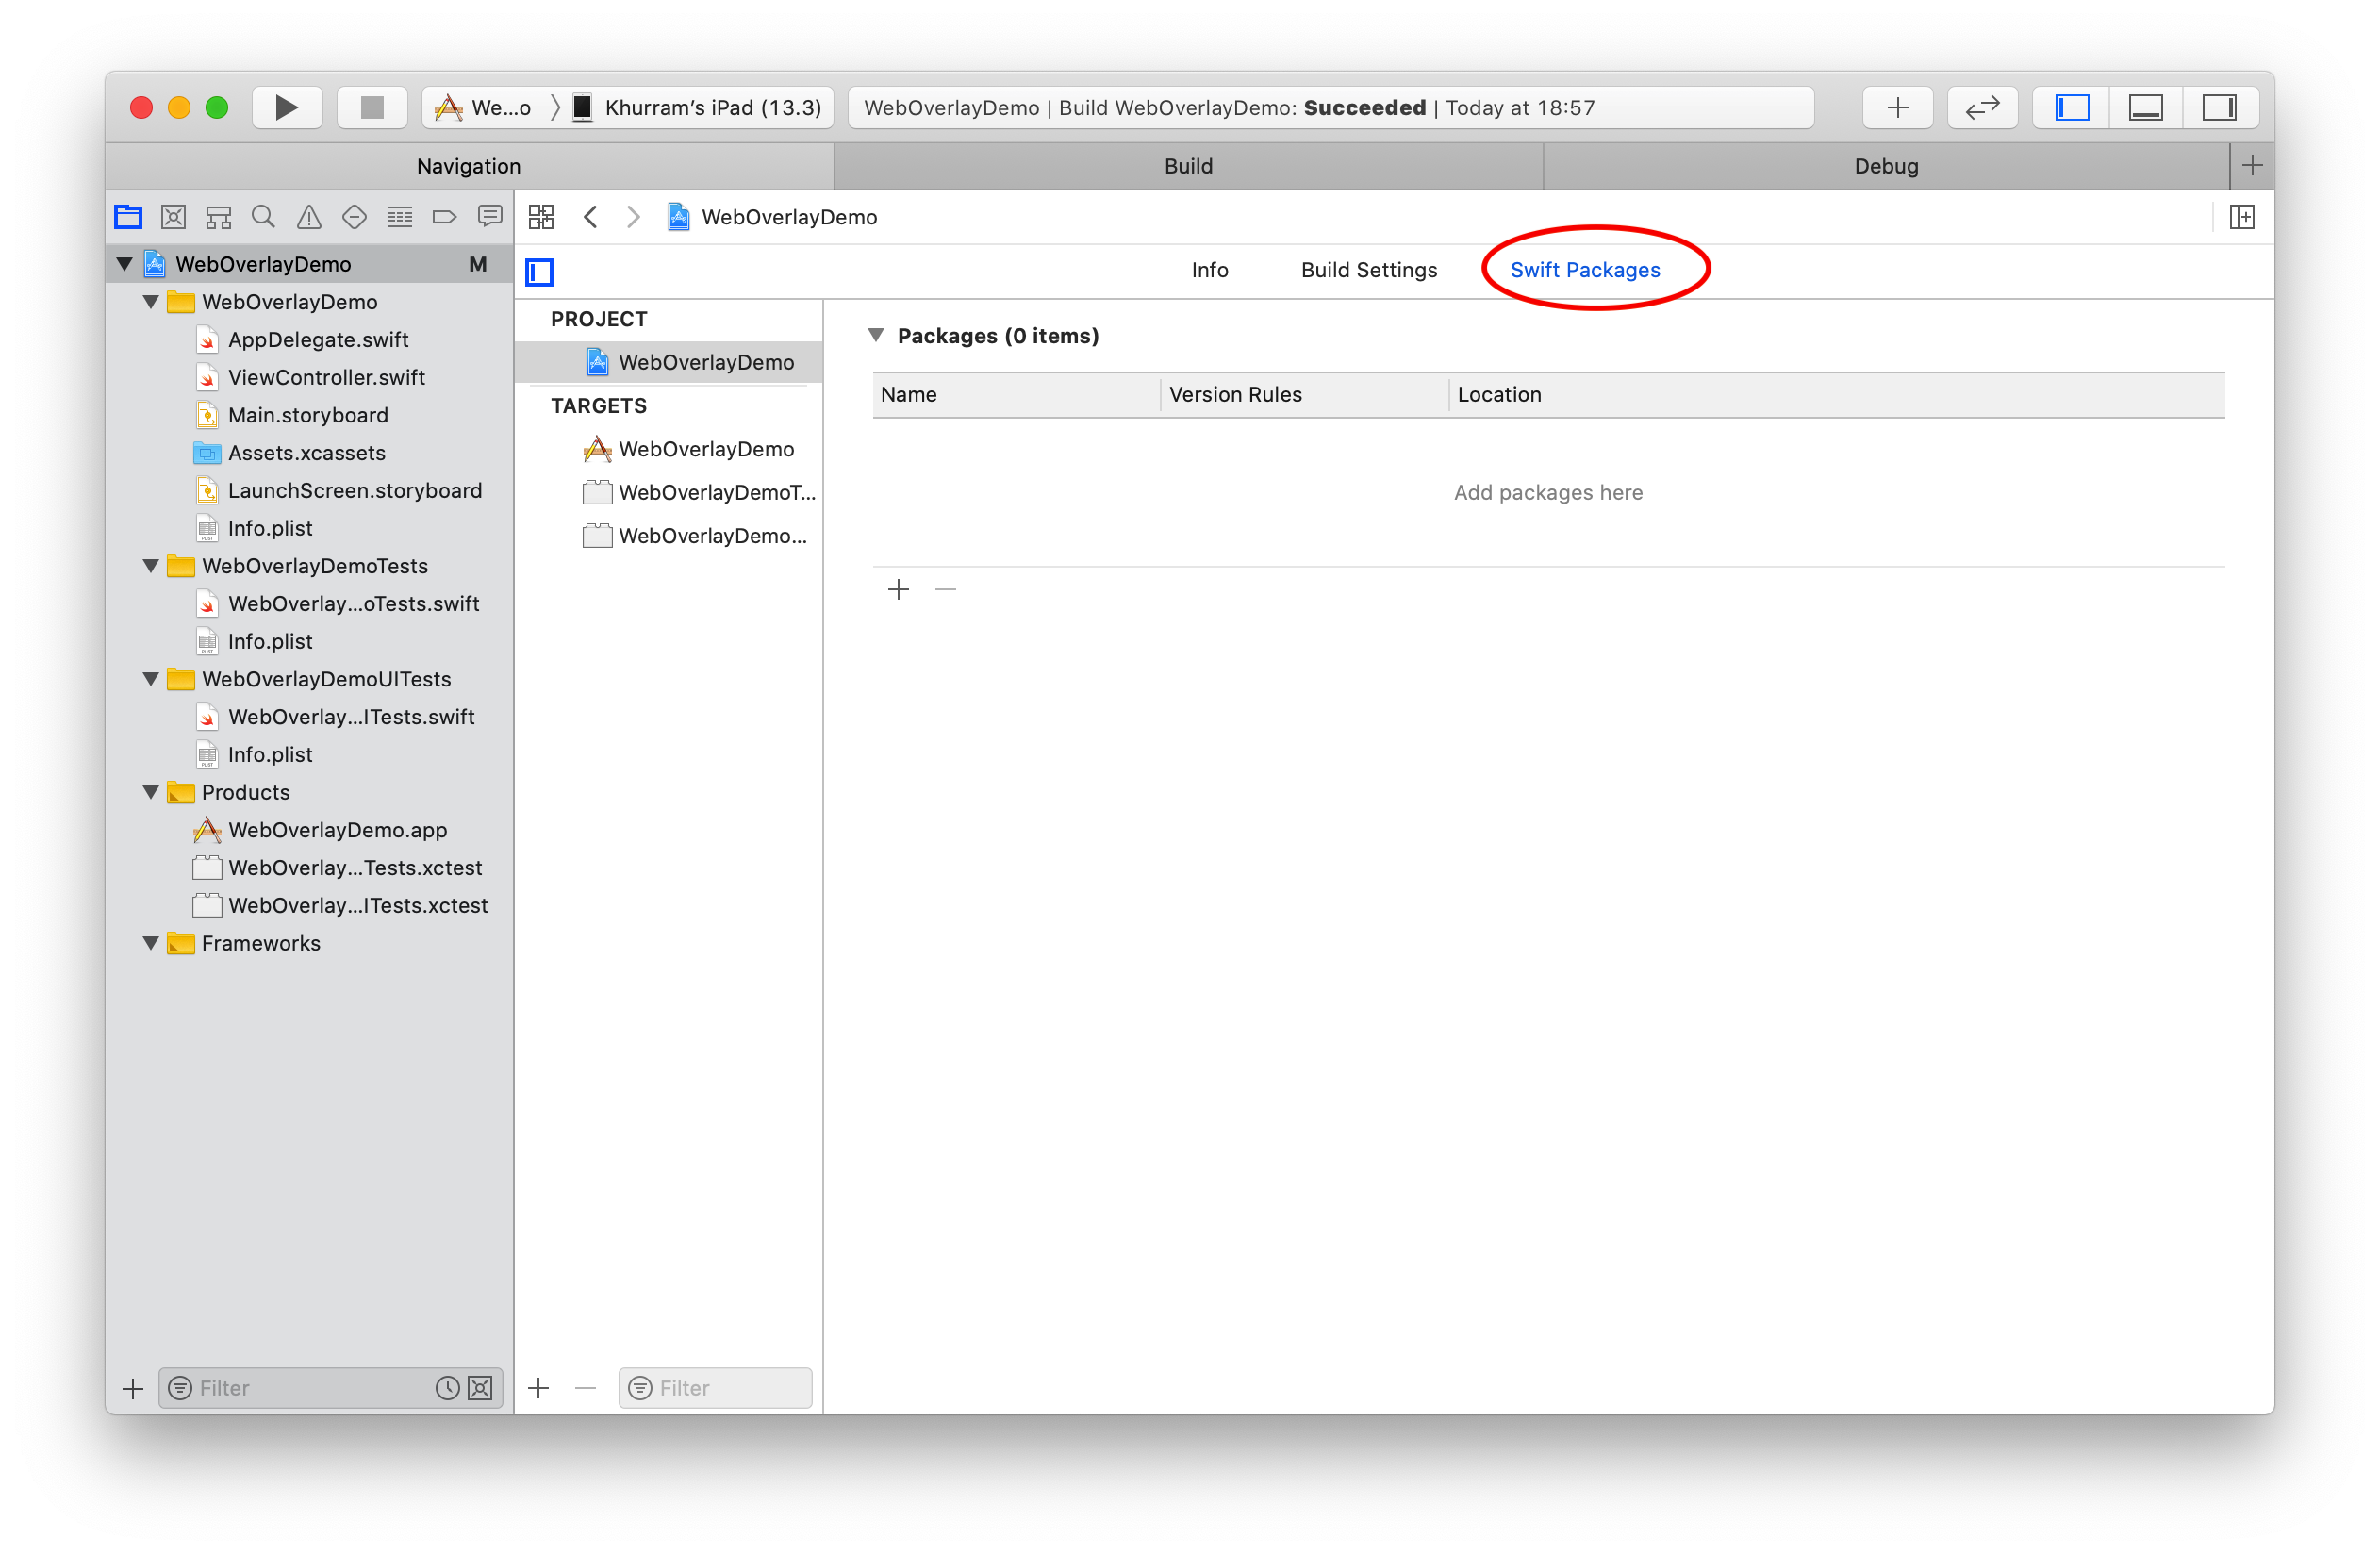 We...o
Khurram’s iPad (13.3)
WebOverlayDemo | Build WebOverlayDemo: Succeeded | Today at 18:57
Navigation
Build
Debug
WebOverlayDemo
WebOverlayDemo M
WebOverlayDemo
AppDelegate.swift
ViewController.swift
Main.storyboard
Assets.xcassets
LaunchScreen.storyboard
Info.plist
WebOverlayDemoTests
WebOverlay...oTests.swift
Info.plist
WebOverlayDemoUITests
WebOverlay...ITests.swift
Info.plist
Products
WebOverlayDemo.app
WebOverlay...Tests.xctest
WebOverlay...ITests.xctest
Frameworks
Filter
Info
Build Settings
Swift Packages
PROJECT
WebOverlayDemo
TARGETS
WebOverlayDemo
WebOverlayDemoT...
WebOverlayDemo...
Filter
Packages (0 items)
Name
Version Rules
Location
Add packages here